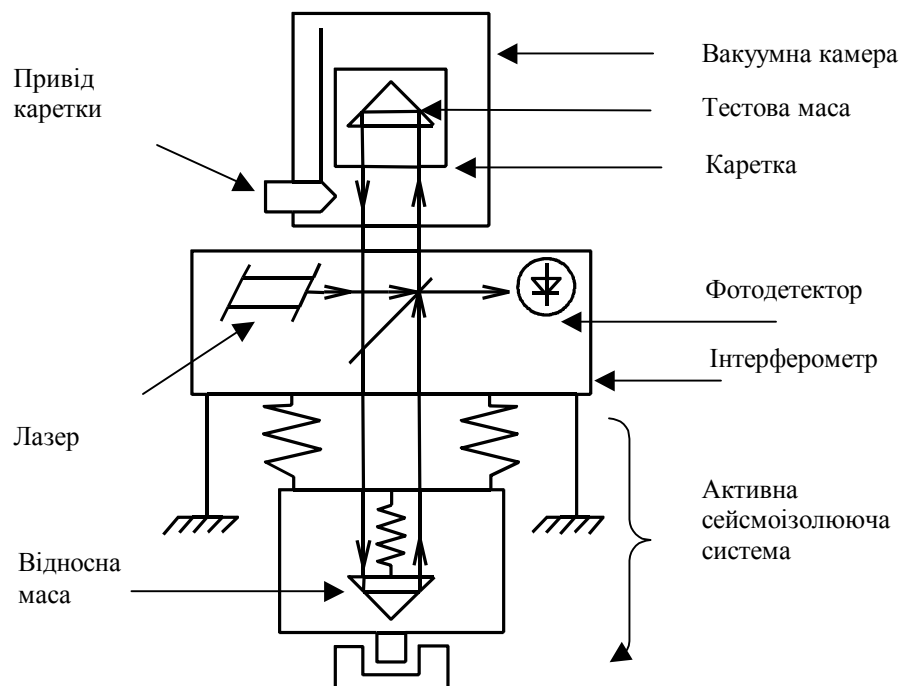 Привід
каретки
Вакуумна камера
Тестова маса
Каретка
Фотодетектор
Інтерферометр
Лазер
Активна
сейсмоізолююча
система
Відносна
маса